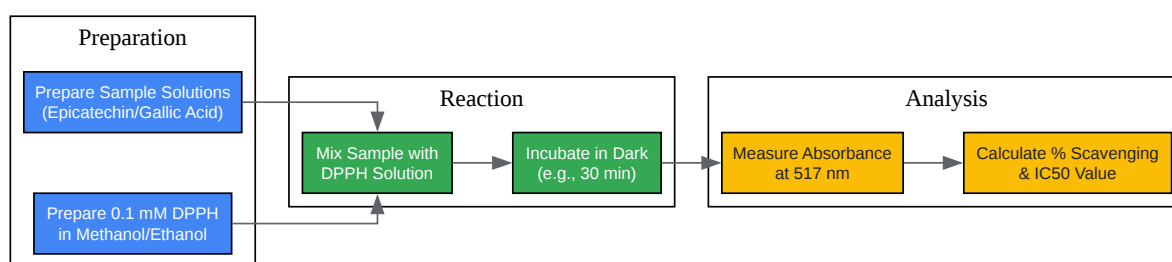 Preparation
Prepare Sample Solutions
(Epicatechin/Gallic Acid)
Prepare 0.1 mM DPPH
in Methanol/Ethanol
Reaction
Mix Sample with
DPPH Solution
Incubate in Dark
(e.g., 30 min)
Analysis
Measure Absorbance
at 517 nm
Calculate % Scavenging
& IC50 Value